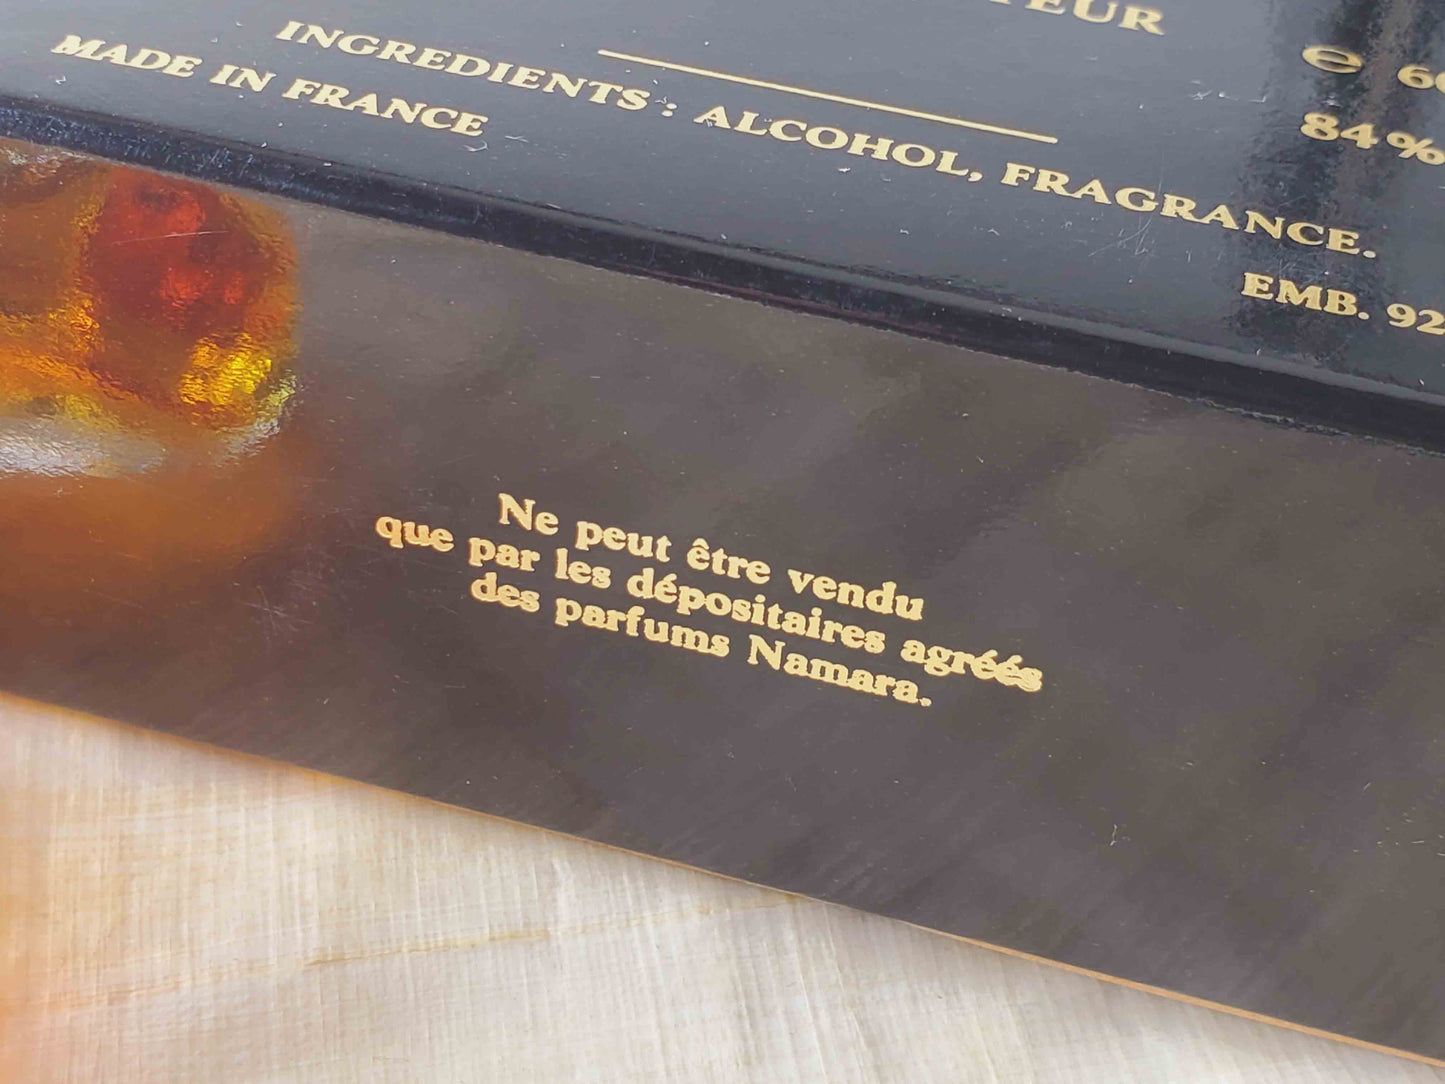 INGREDIENTS : ALCOHOL, FRAGRANCE.
MADE IN FRANCE
84%
EMB. 92
Ne peut être vendu
que par les dépositaires agréés
des parfums Namara.